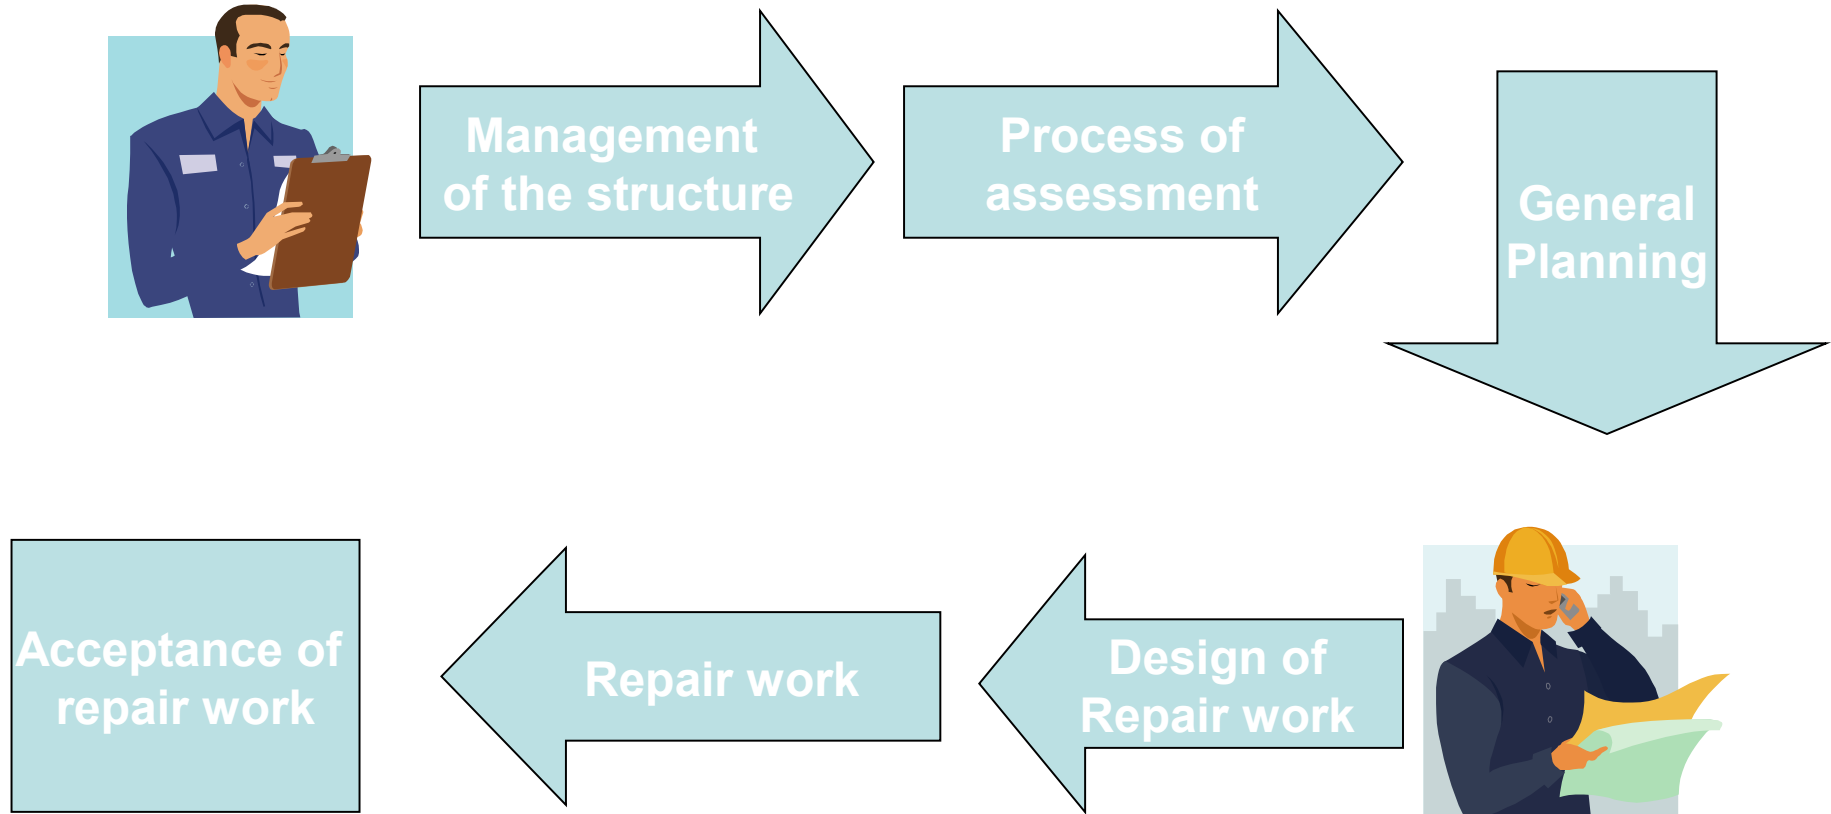 Management
of the structure
Process of
assessment
General
Planning
Design of
Repair work
Repair work
Acceptance of
repair work